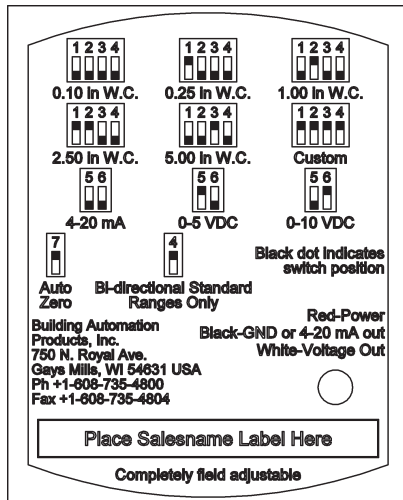 1 2 3 4 1 2 3 4 1 2 3 4
0.10 in W.C. 0.25 in W.C. 1.00 in W.C.
1 2 3 4 1 2 3 4 1 2 3 4
2.50 in W.C. 5.00 in W.C. Custom
5 6 5 6 5 6
4-20 mA 0-5 VDC 0-10 VDC
7 4
Auto Zero
Bi-directional Standard
Ranges Only
Black dot indicates
switch position
Building Automation
Products, Inc.
750 N. Royal Ave.
Gays Mills, WI 54631 USA
Ph +1-608-735-4800
Fax +1-608-735-4804
Red-Power
Black-GND or 4-20 mA out
White-Voltage Out
Place Salesname Label Here
Completely field adjustable